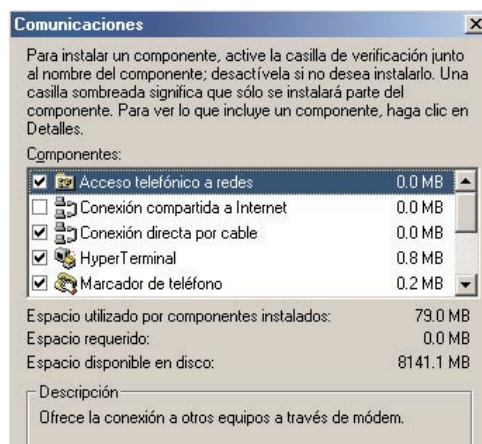 Comunicaciones
Para instalar un componente, active la casilla de verificación junto
al nombre del componente; desactívela si no desea instalarlo. Una
casilla sombreada significa que sólo se instalará parte del
componente. Para ver lo que incluye un componente, haga clic en
Detalles.
Componentes:
Acceso telefónico a redes 0.0 MB
Conexión compartida a Internet 0.0 MB
Conexión directa por cable 0.0 MB
HyperTerminal 0.8 MB
Marcador de teléfono 0.2 MB
Espacio utilizado por componentes instalados: 79.0 MB
Espacio requerido: 0.0 MB
Espacio disponible en disco: 8141.1 MB
Descripción
Ofrece la conexión a otros equipos a través de módem.